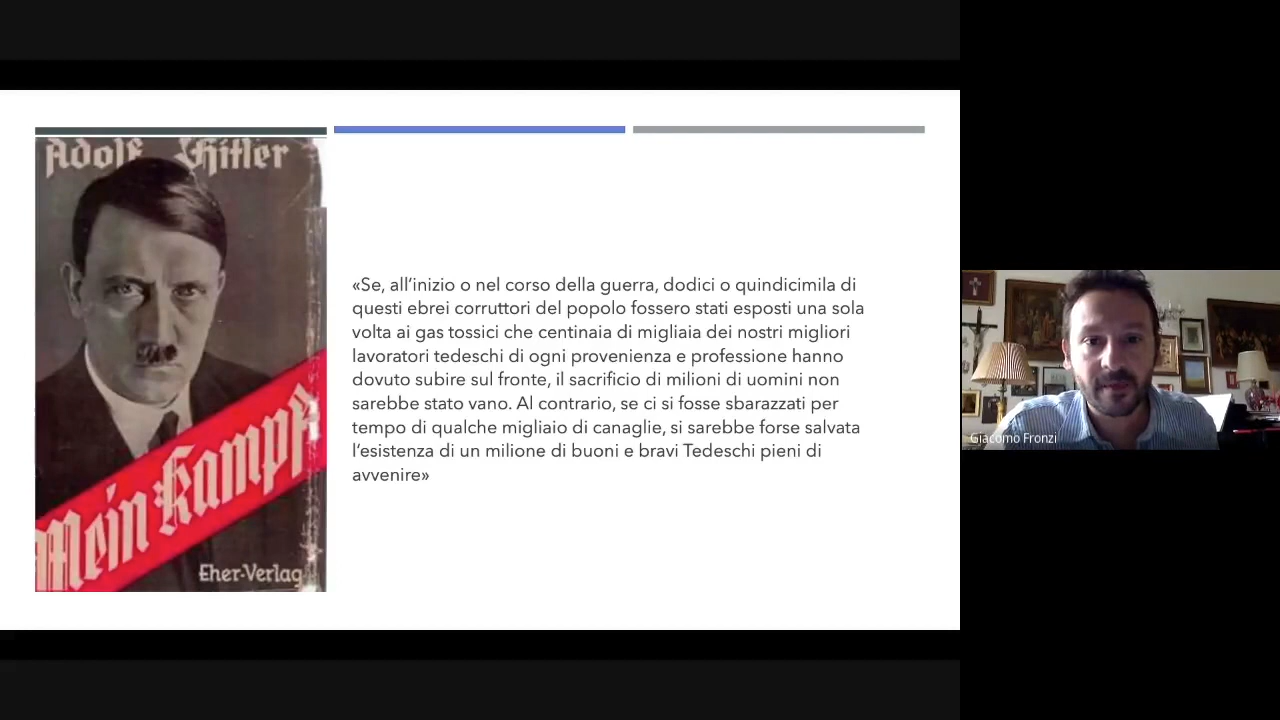 Adolf Hitler
Mein Kampf
Eher-Verlag
«Se, all’inizio o nel corso della guerra, dodici o quindicimila di
questi ebrei corruttori del popolo fossero stati esposti una sola
volta ai gas tossici che centinaia di migliaia dei nostri migliori
lavoratori tedeschi di ogni provenienza e professione hanno
dovuto subire sul fronte, il sacrificio di milioni di uomini non
sarebbe stato vano. Al contrario, se ci si fosse sbarazzati per
tempo di qualche migliaio di canaglie, si sarebbe forse salvata
l’esistenza di un milione di buoni e bravi Tedeschi pieni di
avvenire»
Giacomo Fronzi